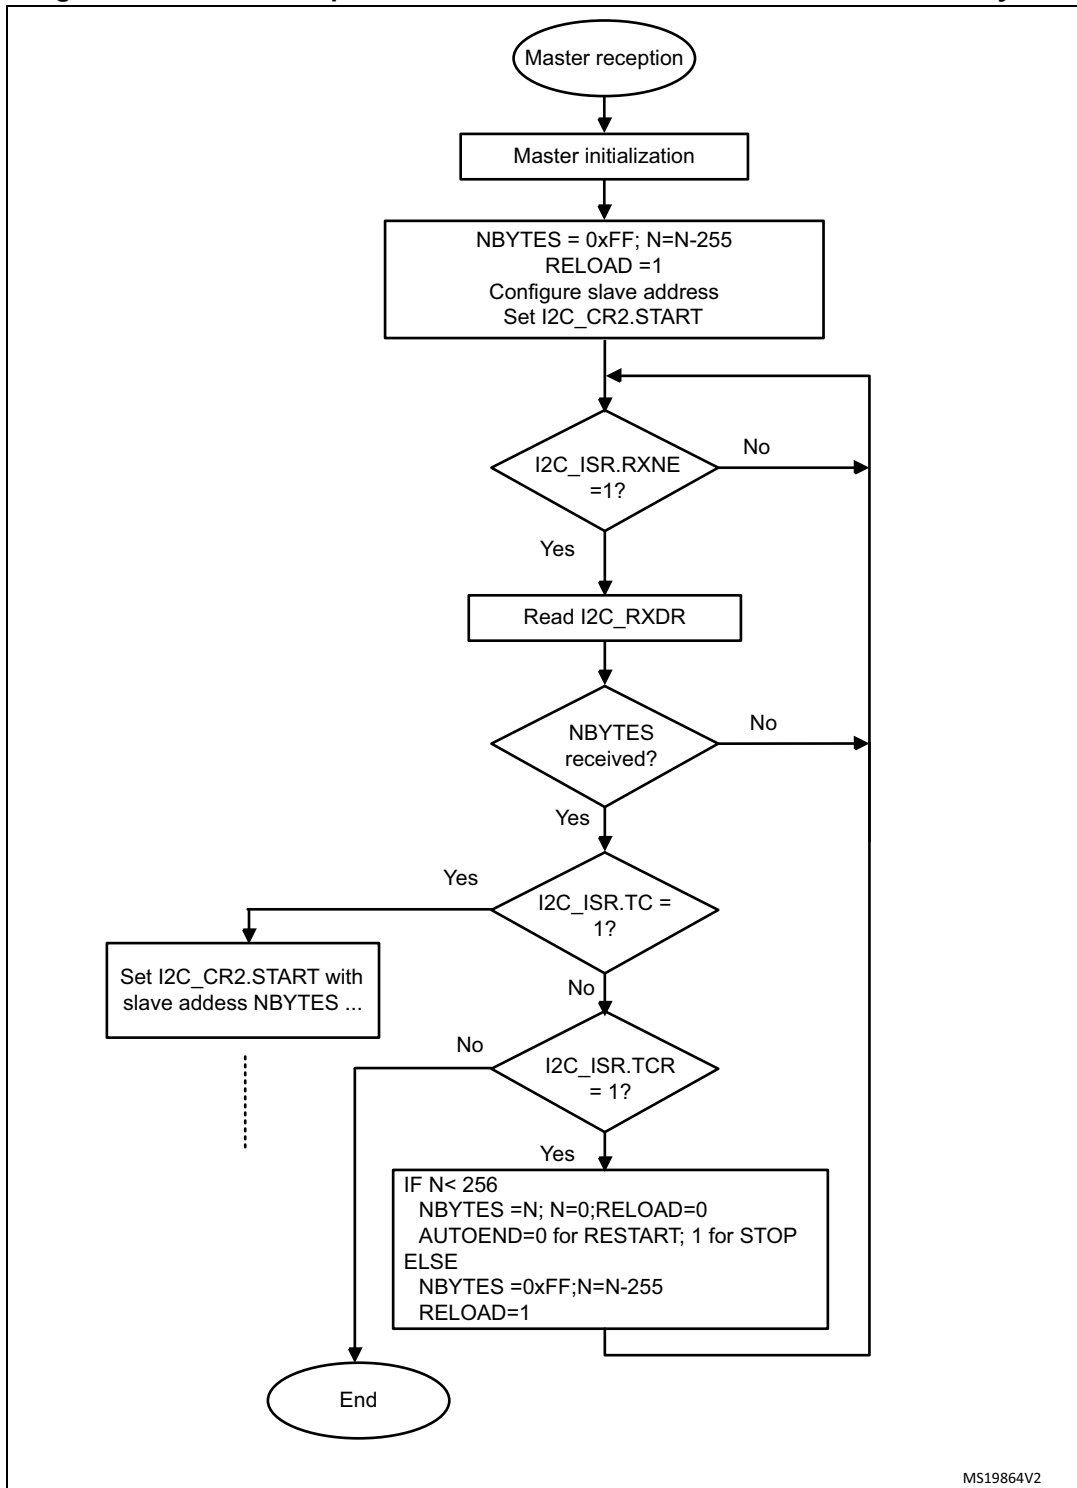 Master reception
Master initialization
NBYTES = 0xFF; N=N-255
RELOAD =1
Configure slave address
Set I2C_CR2.START
I2C_ISR.RXNE
=1?
No
Yes
Read I2C_RXDR
NBYTES
received?
No
Yes
I2C_ISR.TC =
1?
Yes
Set I2C_CR2.START with
slave addess NBYTES ...
No
I2C_ISR.TCR
= 1?
No
Yes
IF N< 256
NBYTES =N; N=0;RELOAD=0
AUTOEND=0 for RESTART; 1 for STOP
ELSE
NBYTES =0xFF;N=N-255
RELOAD=1
End
MS19864V2